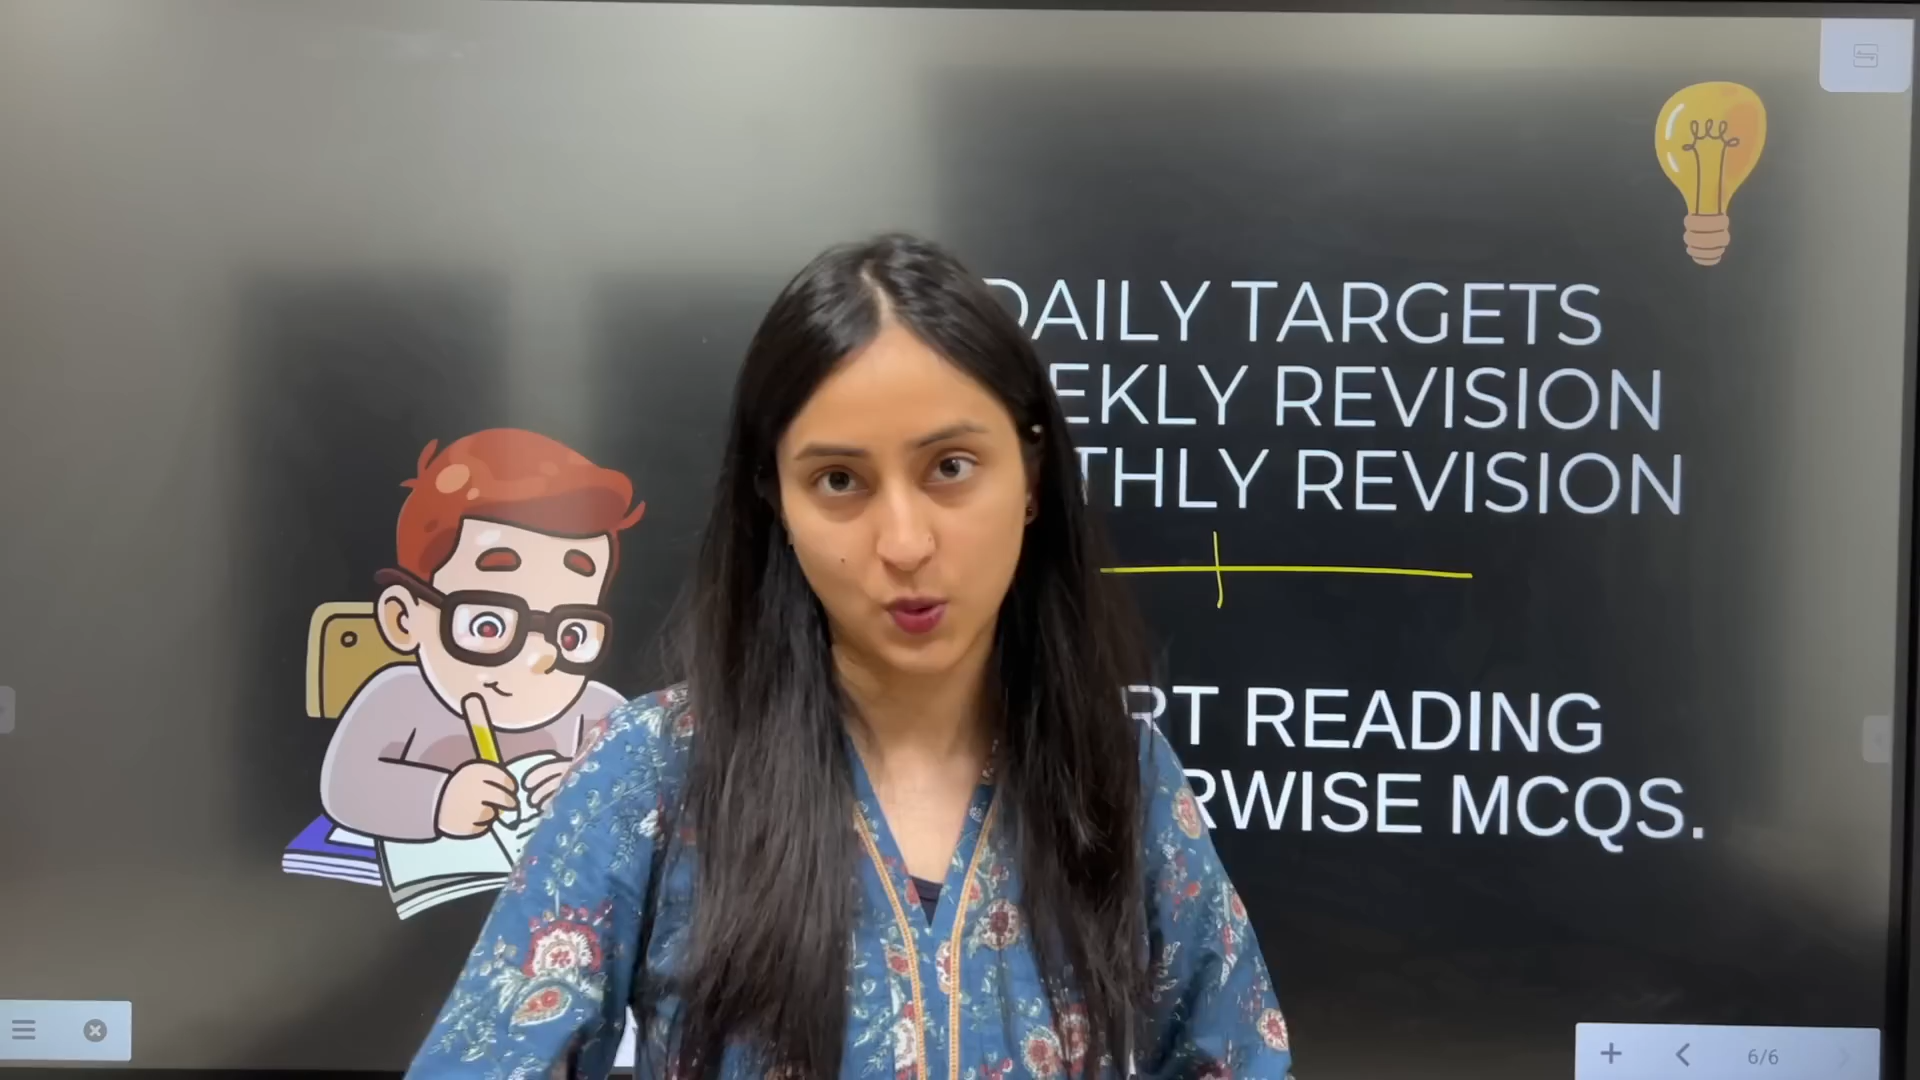 DAILY TARGETS
REVISION
REVISION
READING
MCQS.
6/6